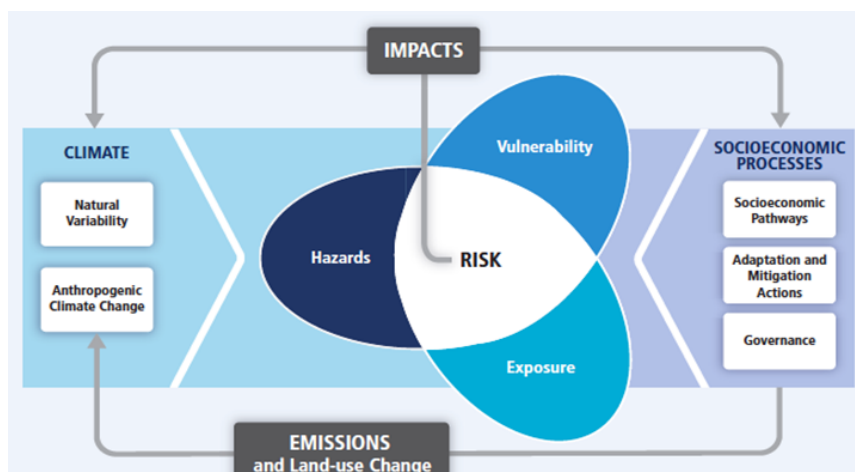 IMPACTS
CLIMATE
Natural
Variability
Anthropogenic
Climate Change
Vulnerability
Hazards
RISK
Exposure
SOCIOECONOMIC
PROCESSES
Socioeconomic
Pathways
Adaptation and
Mitigation
Actions
Governance
EMISSIONS
and Land-use Change